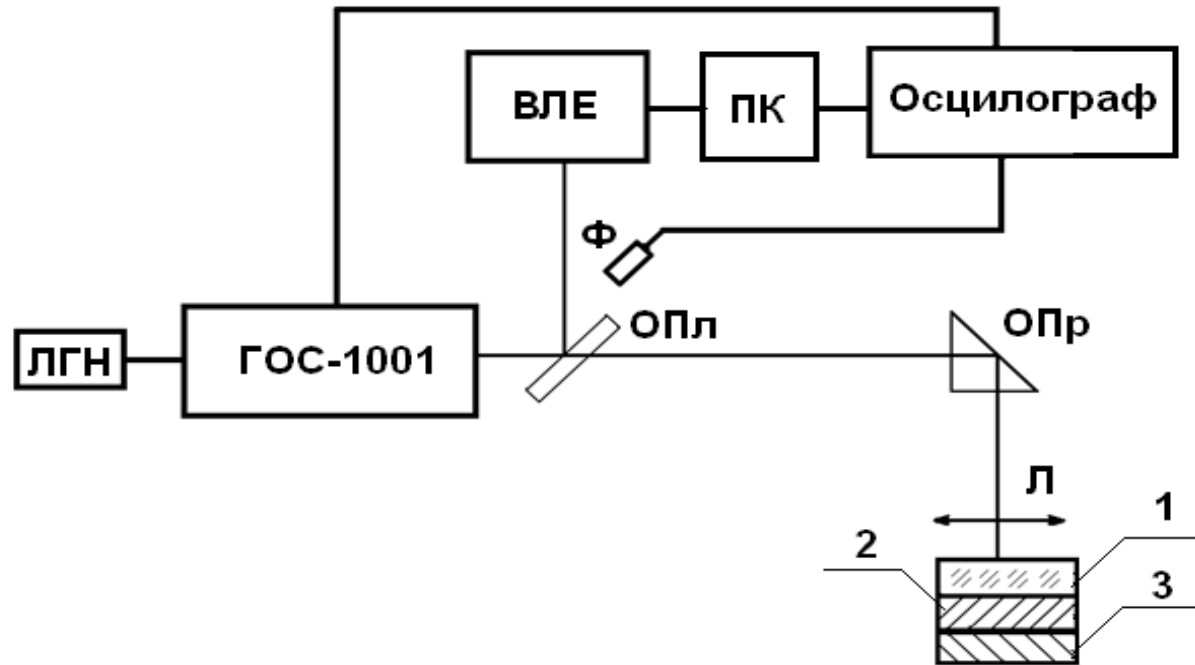 ВЛЕ
ПК
Осцилограф
Ф
ОПл
ОПр
ЛГН
ГОС-1001
Л
1
2
3